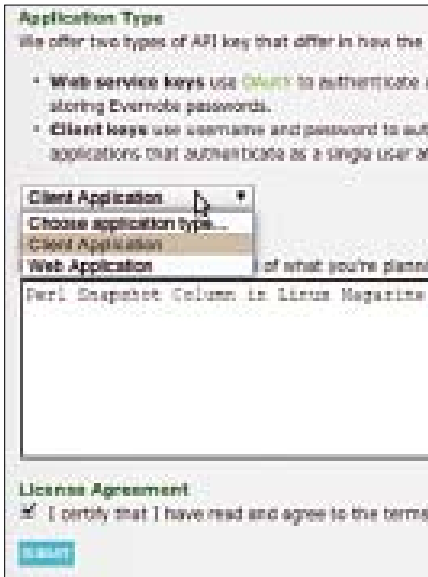 Application Type
We offer two types of API key that differ in how the
• Web service keys use OAuth to authenticate
storing Evernote passwords.
• Client keys use username and password to aut
applications that authenticate as a single user a
Client Application
Choose application type...
Client Application
Web Application
of what you're planni
Perl Snapshot Column in Linux Magazine
License Agreement
I certify that I have read and agree to the terms
SUBMIT